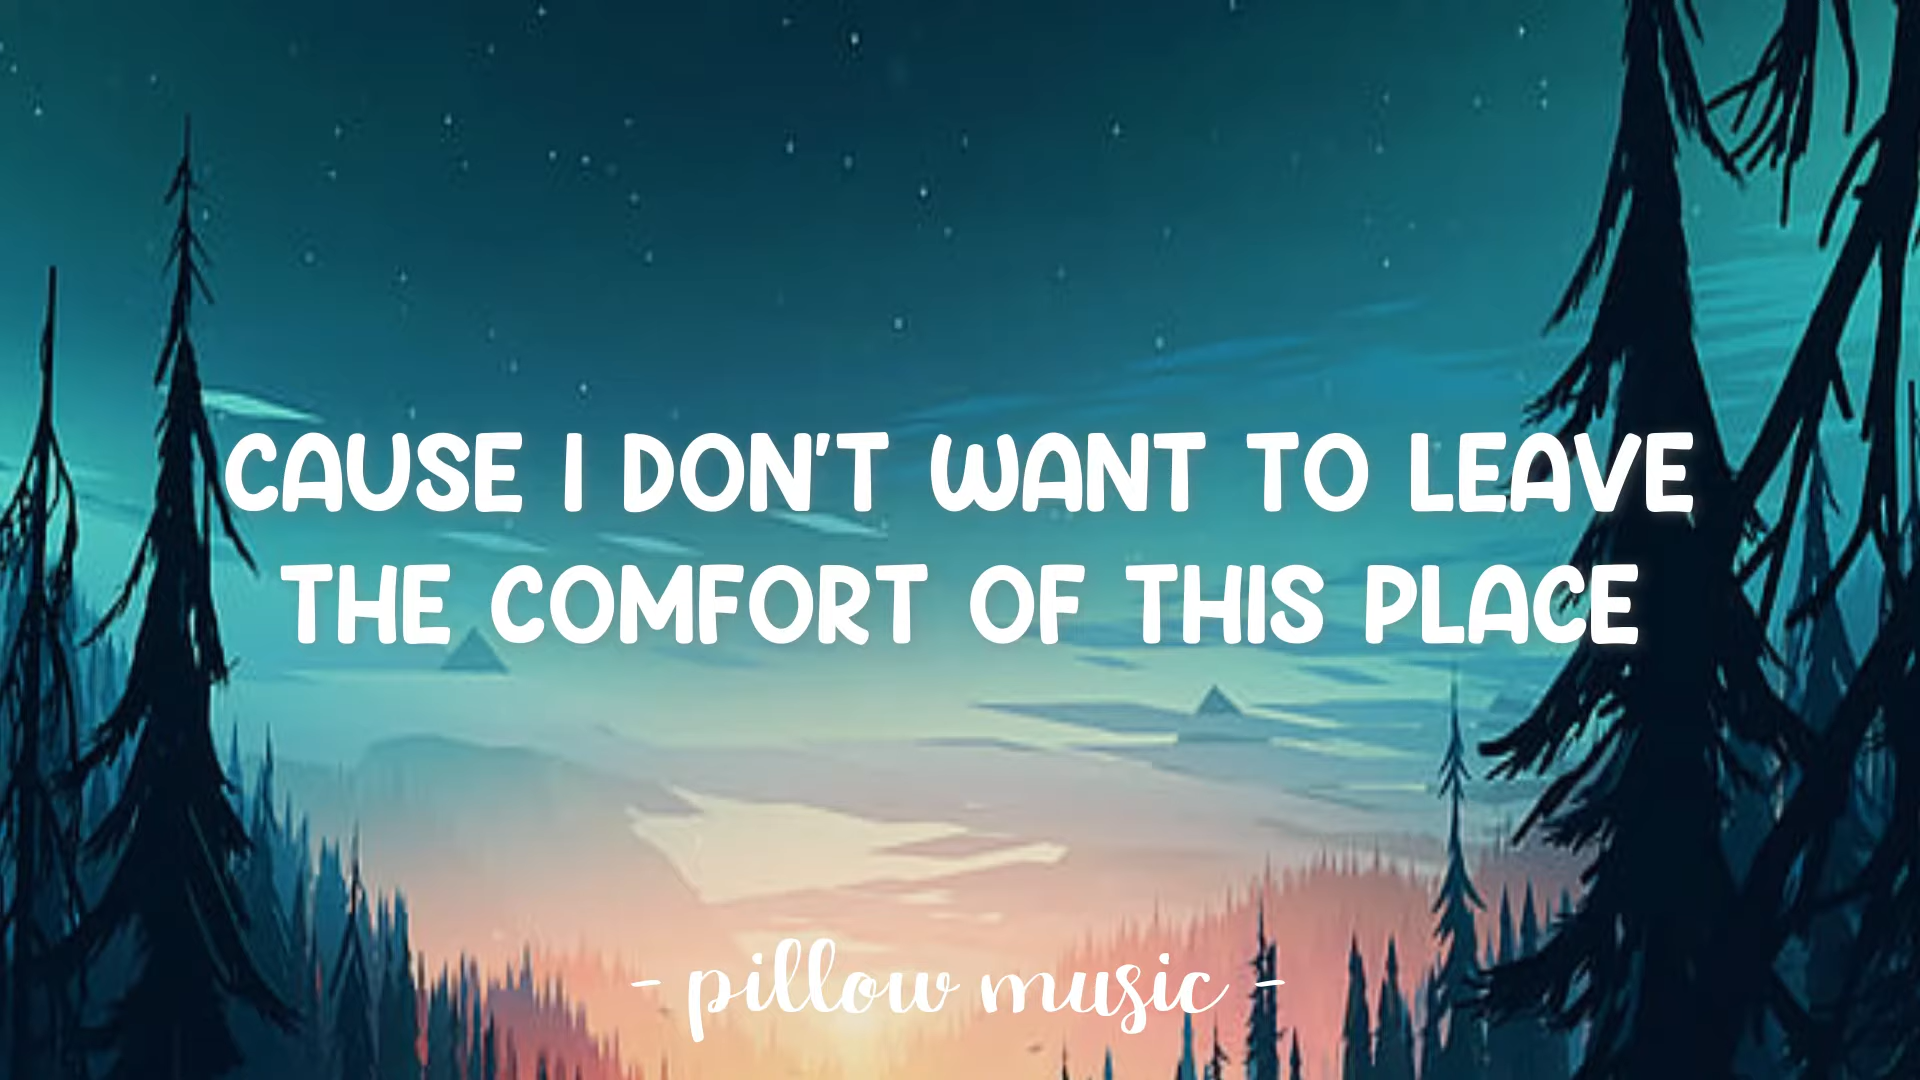 CAUSE I DON'T WANT TO LEAVE
THE COMFORT OF THIS PLACE
- pillow music -